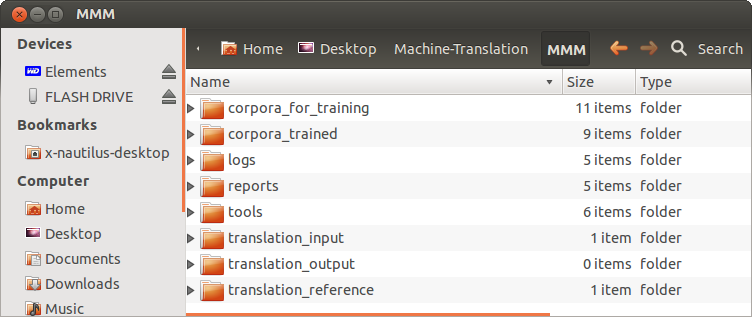 MMM
Devices
Elements
FLASH DRIVE
Bookmarks
x-nautilus-desktop
Computer
Home
Desktop
Documents
Downloads
Music
Home Desktop Machine-Translation MMM Search
Name Size Type
corpora_for_training 11 items folder
corpora_trained 9 items folder
logs 5 items folder
reports 5 items folder
tools 6 items folder
translation_input 1 item folder
translation_output 0 items folder
translation_reference 1 item folder